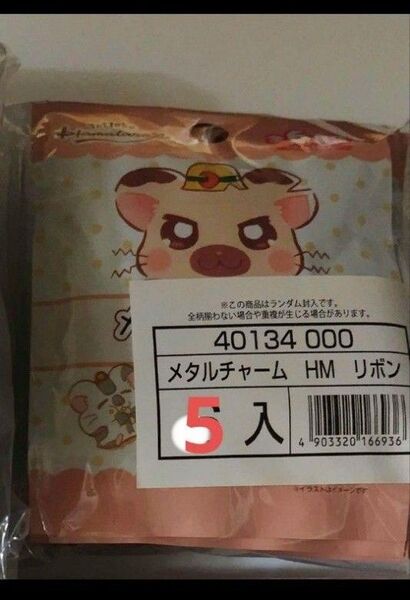 ※この商品はランダム封入です。
全柄揃わない場合や重複が生じる場合があります。
40134 000
メタルチャーム HM リボン
5 入
4 903320 166936
※イラストはイメージです